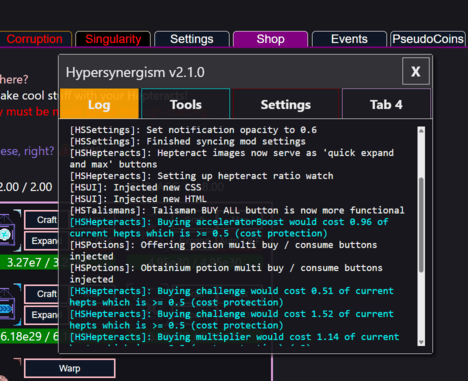 Corruption Singularity Settings Shop Events PseudoCoins
here?
Hypersynergism v2.1.0 X
ake cool
must be
Log Tools Settings Tab 4
ese, right?
[HSSettings]: Set notification opacity to 0.6
[HSSettings]: Finished syncing mod settings
[HSHepteracts]: Hepteract images now serve as 'quick expand
and max' buttons
[HSHepteracts]: Setting up hepteract ratio watch
2.00 / 2.00
[HSUI]: Injected new CSS
[HSUI]: Injected new HTML
[HSTalismans]: Talisman BUY ALL button is now more functional
Craft
[HSHepteracts]: Buying acceleratorBoost would cost 0.96 of
current hepts which is >= 0.5 (cost protection)
Expand
[HSPotions]: Offering potion multi buy / consume buttons
injected
3.27e7 / 3.
[HSPotions]: Obtainium potion multi buy / consume buttons
injected
Craft
[HSHepteracts]: Buying challenge would cost 0.51 of current
hepts which is >= 0.5 (cost protection)
Expand
[HSHepteracts]: Buying challenge would cost 1.52 of current
hepts which is >= 0.5 (cost protection)
6.18e29 / 6
[HSHepteracts]: Buying multiplier would cost 1.14 of current
Warp